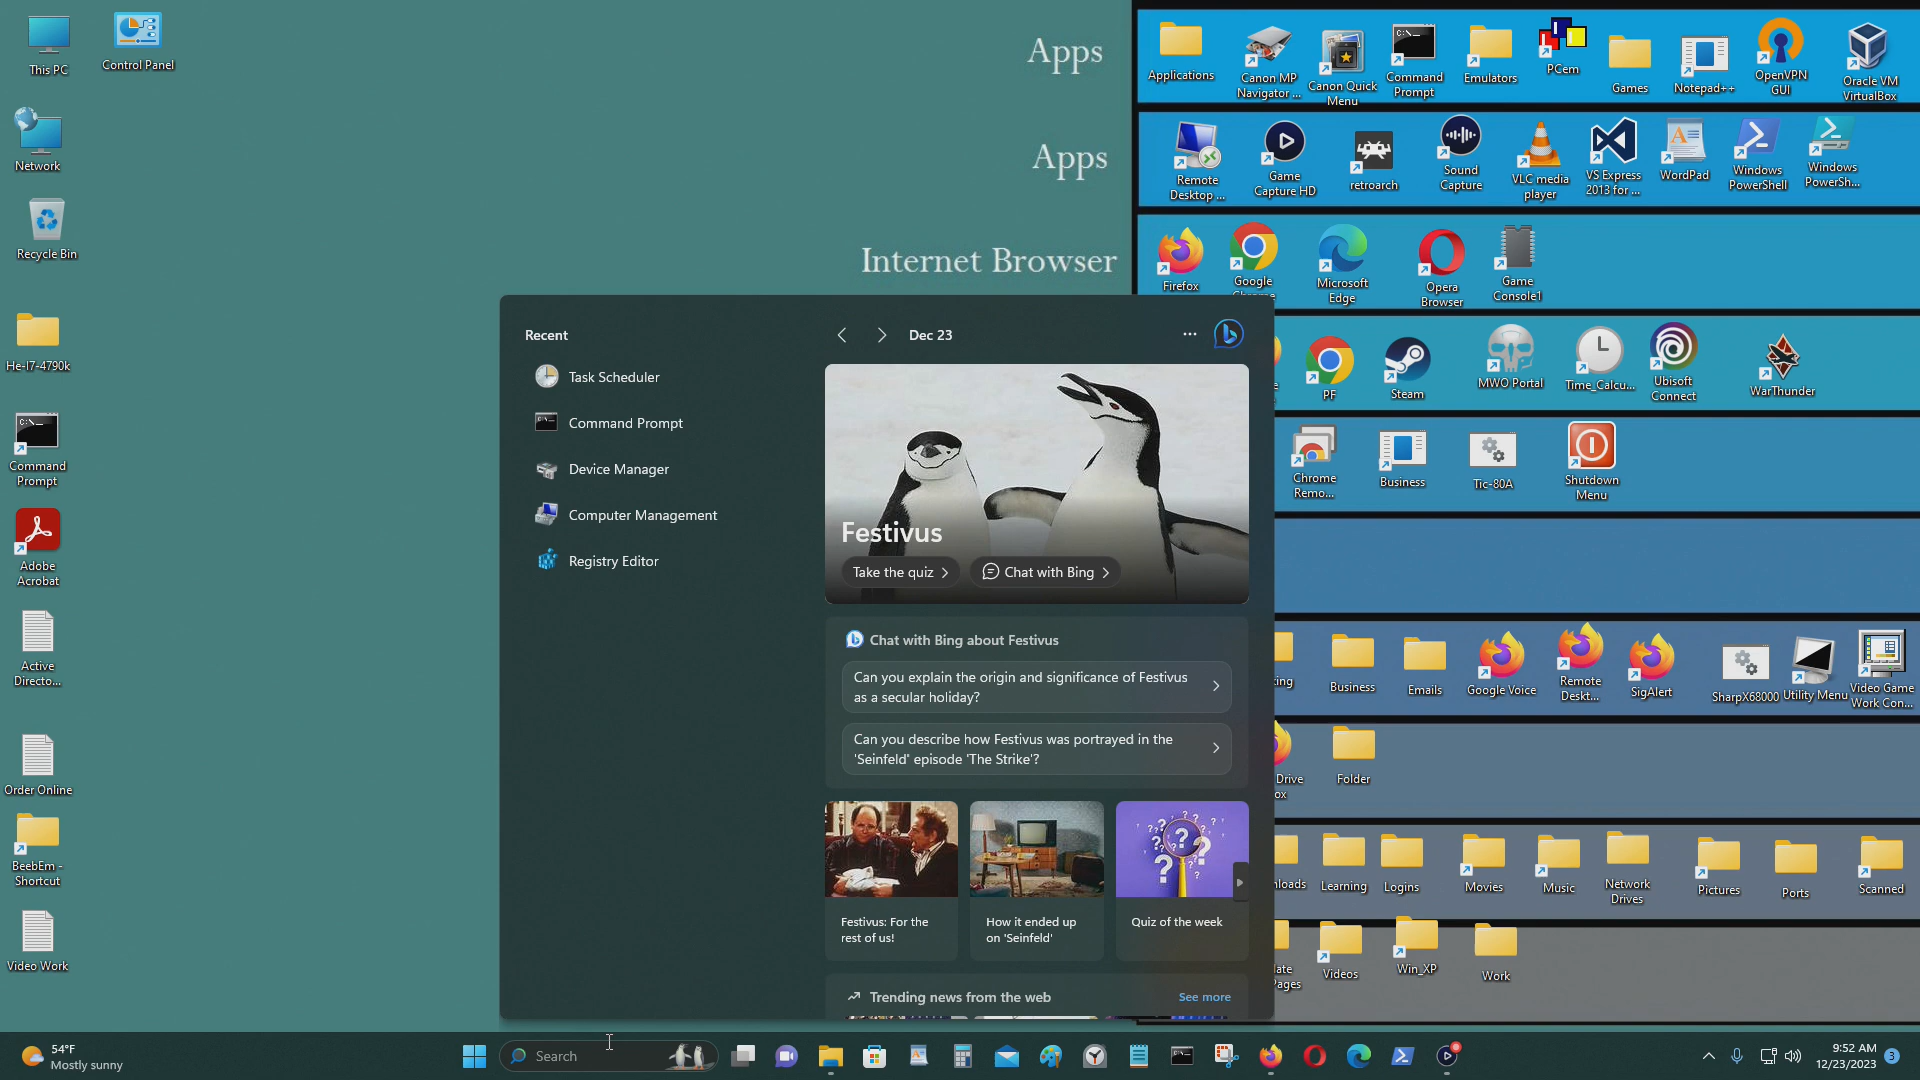 This PC
Control Panel
Network
Recycle Bin
He-I7-4790k
Command
Prompt
Adobe
Acrobat
Active
Directo...
Order Online
BeebEm -
Shortcut
Video Work
Apps
Apps
Internet Browser
Applications
Canon MP
Navigator ...
Canon Quick
Menu
Command
Prompt
Emulators
PCem
Games
Notepad++
OpenVPN
GUI
Oracle VM
VirtualBox
Remote
Desktop ...
Game
Capture HD
retroarch
Sound
Capture
VLC media
player
VS Express
2013 for ...
WordPad
Windows
PowerShell
Windows
PowerSh...
Firefox
Google
Chrome
Microsoft
Edge
Opera
Browser
Game
Console1
PF
Steam
MWO Portal
Time_Calcu...
Ubisoft
Connect
WarThunder
Chrome
Remo...
Business
Tic-80A
Shutdown
Menu
Business
Emails
Google Voice
Remote
Deskt...
SigAlert
SharpX68000
Utility Menu
Video Game
Work Con...
Drive
Folder
Learning
Logins
Movies
Music
Network
Drives
Pictures
Ports
Scanned
Pages
Videos
Win_XP
Work
Recent
Task Scheduler
Command Prompt
Device Manager
Computer Management
Registry Editor
Dec 23
Festivus
Take the quiz
Chat with Bing
Chat with Bing about Festivus
Can you explain the origin and significance of Festivus
as a secular holiday?
Can you describe how Festivus was portrayed in the
'Seinfeld' episode 'The Strike'?
Festivus: For the
rest of us!
How it ended up
on 'Seinfeld'
Quiz of the week
Trending news from the web
See more
54°F
Mostly sunny
Search
9:52 AM
12/23/2023
3